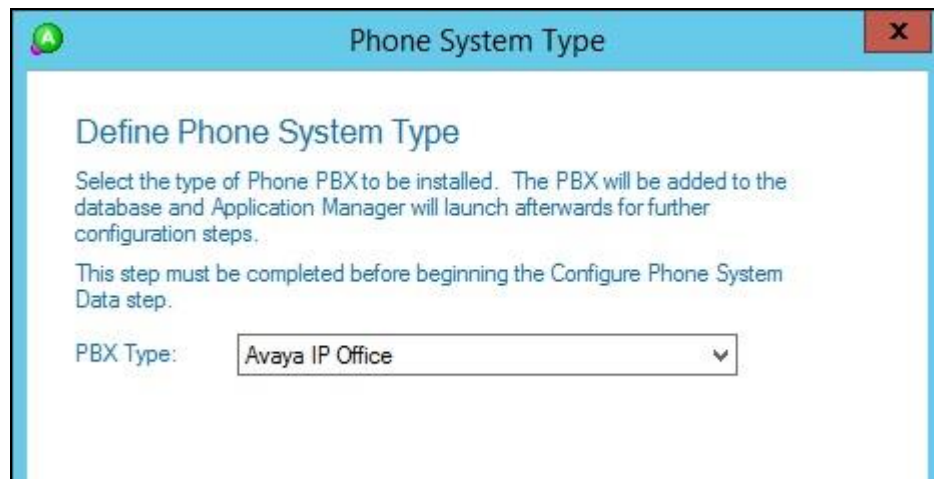 Phone System Type
x
Define Phone System Type
Select the type of Phone PBX to be installed.  The PBX will be added to the
database and Application Manager will launch afterwards for further
configuration steps.
This step must be completed before beginning the Configure Phone System
Data step.
PBX Type: Avaya IP Office